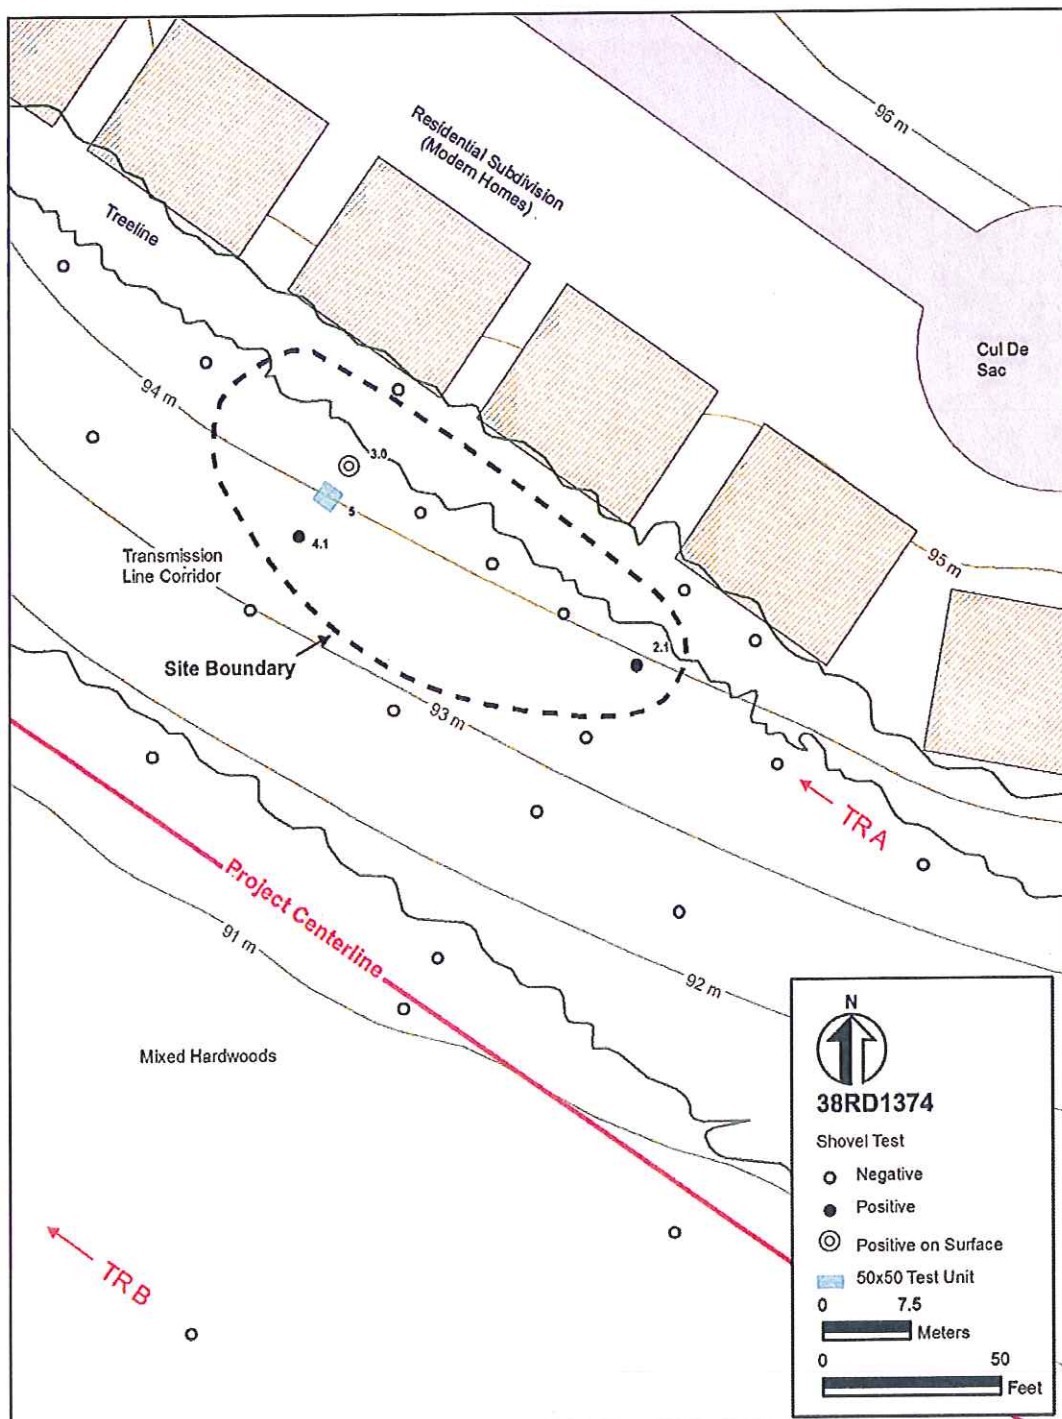 96 m
Residential Subdivision
(Modern Homes)
Treeline
Cul De
Sac
94 m
3.0
5
4.1
95 m
Transmission
Line Corridor
2.1
Site Boundary
93 m
TR A
Project Centerline
91 m
92 m
Mixed Hardwoods
TR B
N
38RD1374
Shovel Test
Negative
Positive
Positive on Surface
50x50 Test Unit
0 7.5
Meters
0 50
Feet